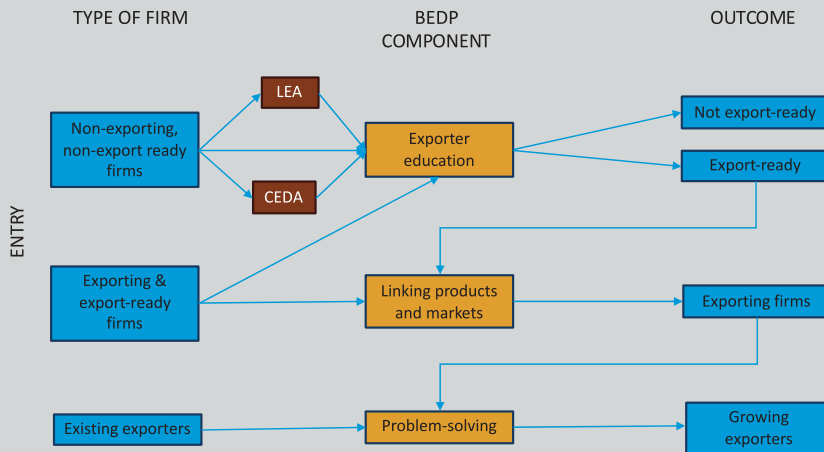 TYPE OF FIRM
BEDP
COMPONENT
OUTCOME
ENTRY
LEA
Non-exporting,
non-export ready
firms
CEDA
Exporter
education
Not export-ready
Export-ready
Exporting &
export-ready
firms
Linking products
and markets
Exporting firms
Existing exporters
Problem-solving
Growing
exporters